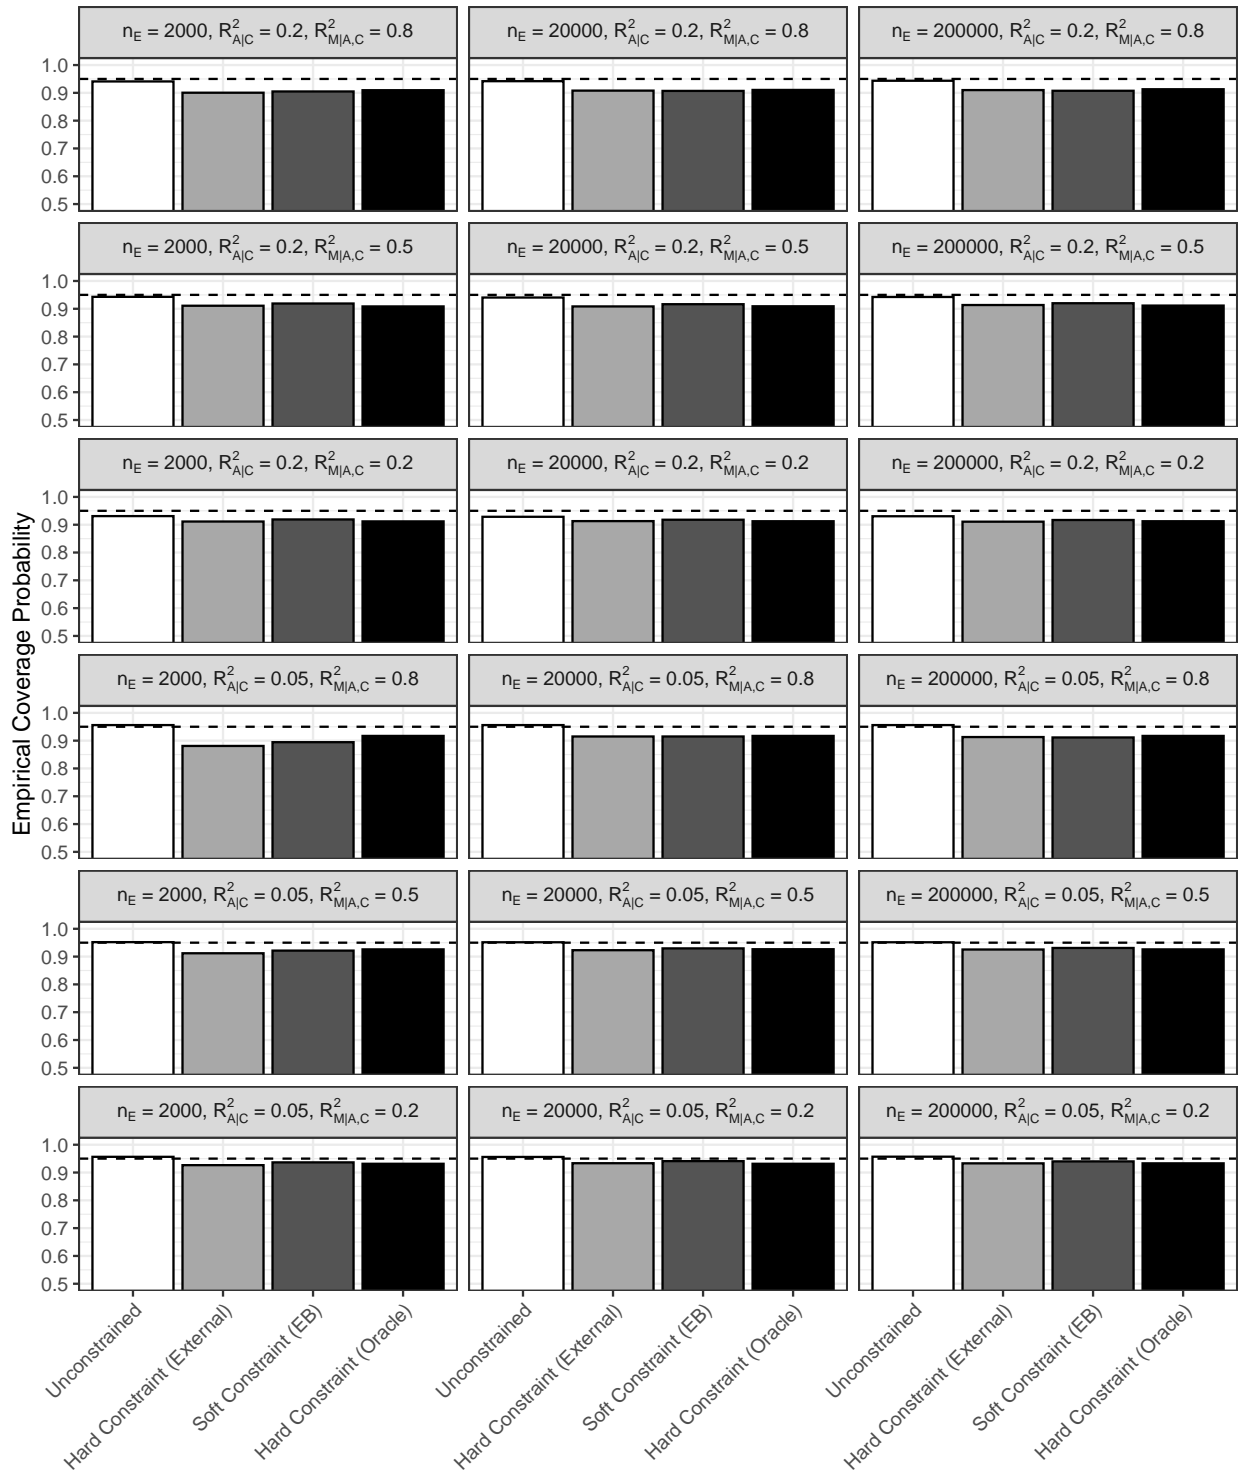 n_E = 2000, R²_A|C = 0.2, R²_M|A,C = 0.8
n_E = 20000, R²_A|C = 0.2, R²_M|A,C = 0.8
n_E = 200000, R²_A|C = 0.2, R²_M|A,C = 0.8
1.0
0.9
0.8
0.7
0.6
0.5
n_E = 2000, R²_A|C = 0.2, R²_M|A,C = 0.5
n_E = 20000, R²_A|C = 0.2, R²_M|A,C = 0.5
n_E = 200000, R²_A|C = 0.2, R²_M|A,C = 0.5
1.0
0.9
0.8
0.7
0.6
0.5
n_E = 2000, R²_A|C = 0.2, R²_M|A,C = 0.2
n_E = 20000, R²_A|C = 0.2, R²_M|A,C = 0.2
n_E = 200000, R²_A|C = 0.2, R²_M|A,C = 0.2
1.0
0.9
0.8
0.7
0.6
0.5
Empirical Coverage Probability
n_E = 2000, R²_A|C = 0.05, R²_M|A,C = 0.8
n_E = 20000, R²_A|C = 0.05, R²_M|A,C = 0.8
n_E = 200000, R²_A|C = 0.05, R²_M|A,C = 0.8
1.0
0.9
0.8
0.7
0.6
0.5
n_E = 2000, R²_A|C = 0.05, R²_M|A,C = 0.5
n_E = 20000, R²_A|C = 0.05, R²_M|A,C = 0.5
n_E = 200000, R²_A|C = 0.05, R²_M|A,C = 0.5
1.0
0.9
0.8
0.7
0.6
0.5
n_E = 2000, R²_A|C = 0.05, R²_M|A,C = 0.2
n_E = 20000, R²_A|C = 0.05, R²_M|A,C = 0.2
n_E = 200000, R²_A|C = 0.05, R²_M|A,C = 0.2
1.0
0.9
0.8
0.7
0.6
0.5
Unconstrained
Hard Constraint (External)
Soft Constraint (EB)
Hard Constraint (Oracle)
Unconstrained
Hard Constraint (External)
Soft Constraint (EB)
Hard Constraint (Oracle)
Unconstrained
Hard Constraint (External)
Soft Constraint (EB)
Hard Constraint (Oracle)